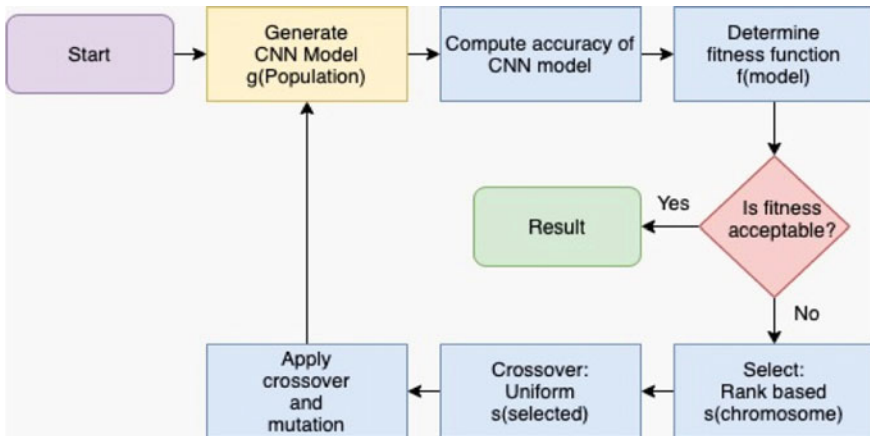 Start
Generate
CNN Model
g(Population)
Compute accuracy of
CNN model
Determine
fitness function
f(model)
Is fitness
acceptable?
Yes
Result
No
Select:
Rank based
s(chromosome)
Crossover:
Uniform
s(selected)
Apply
crossover
and
mutation